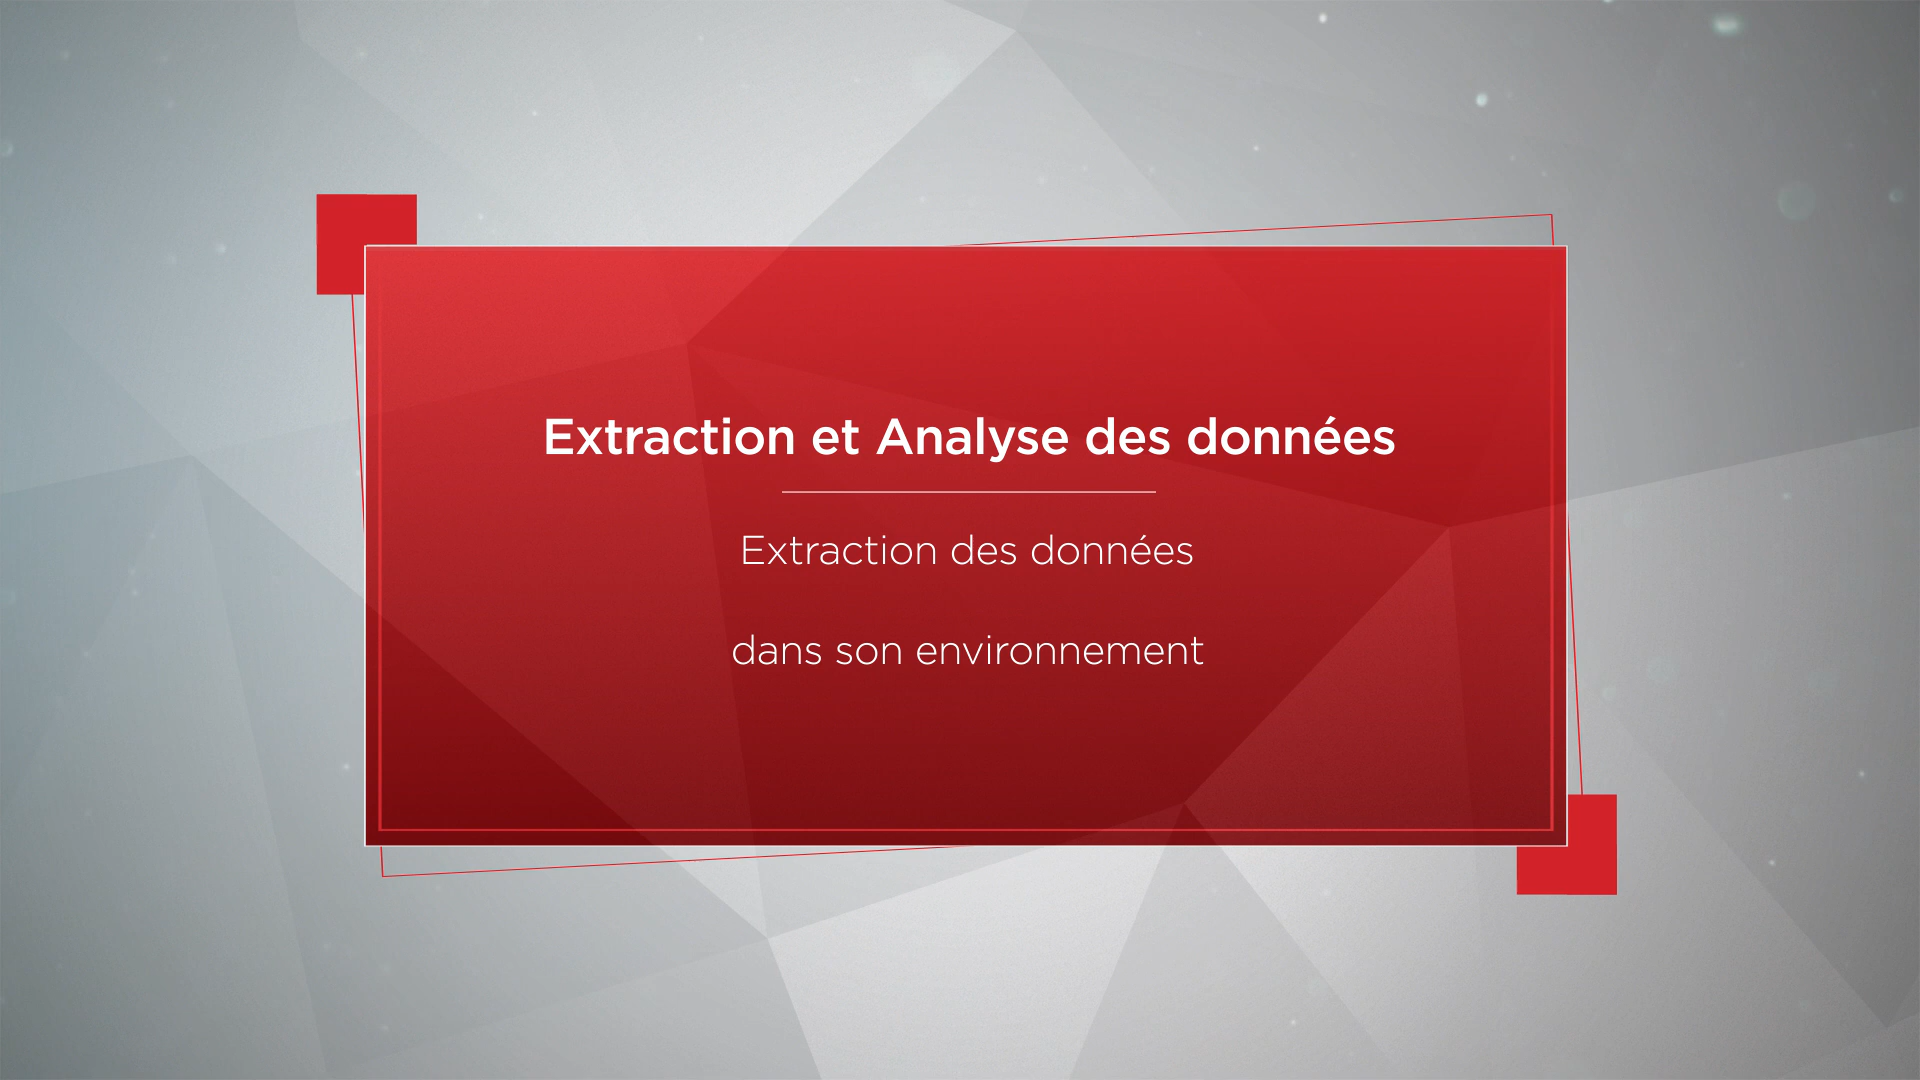 Extraction et Analyse des données
Extraction des données
dans son environnement